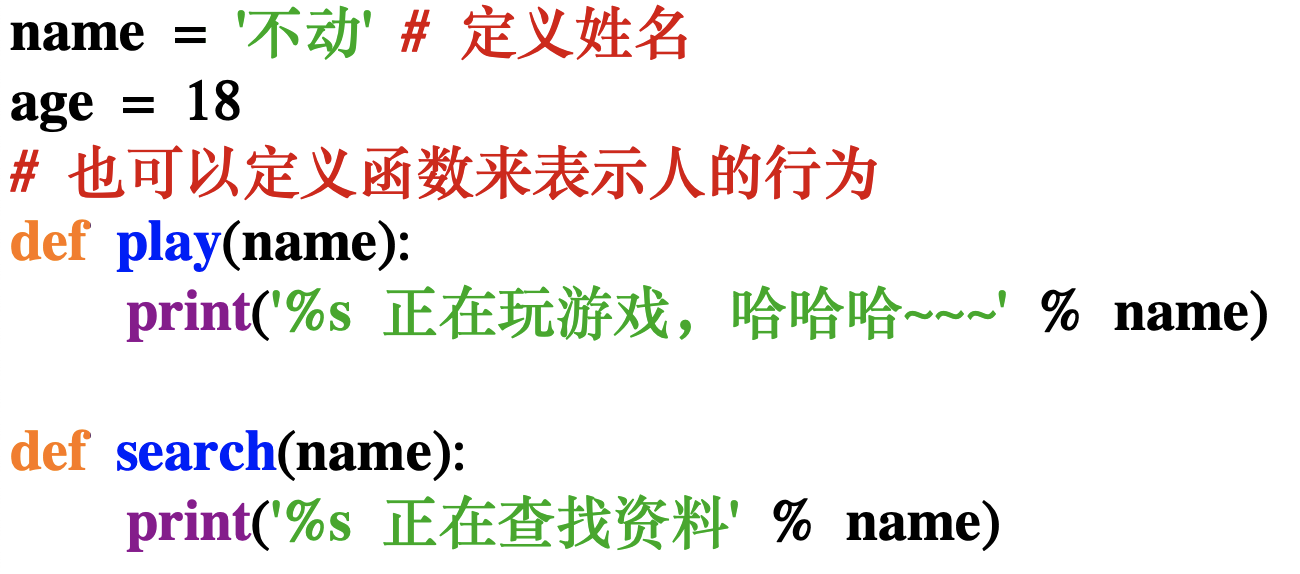 name = '不动' # 定义姓名
age = 18
# 也可以定义函数来表示人的行为
def play(name):
    print('%s 正在玩游戏，哈哈哈~~~' % name)

def search(name):
    print('%s 正在查找资料' % name)